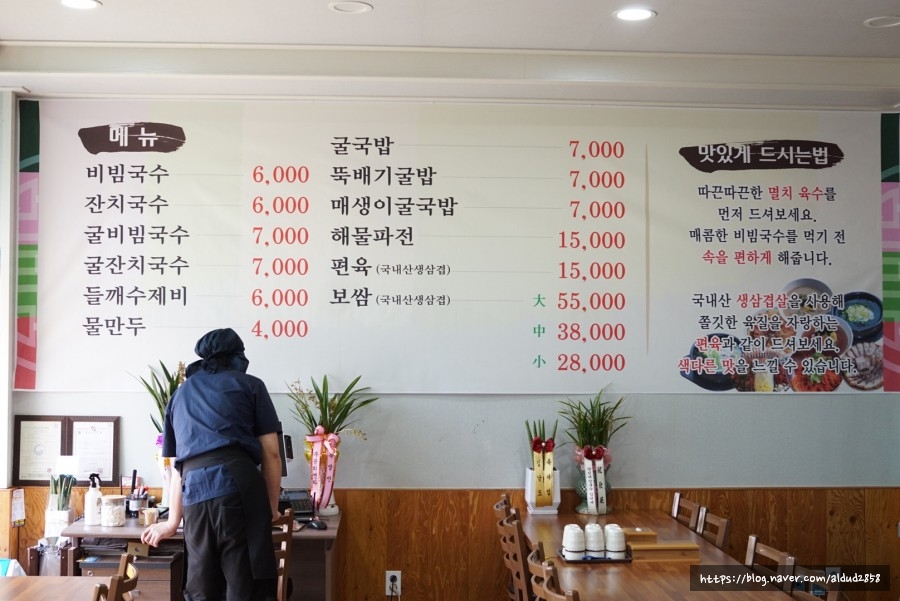 메뉴
비빔국수 6,000
잔치국수 6,000
굴비빔국수 7,000
굴잔치국수 7,000
들깨수제비 6,000
물만두 4,000
굴국밥 7,000
뚝배기굴밥 7,000
매생이굴국밥 7,000
해물파전 15,000
편육 (국내산생삼겹) 15,000
보쌈 (국내산생삼겹) 大 55,000
中 38,000
小 28,000
맛있게 드시는법
따끈따끈한 멸치 육수를
먼저 드셔보세요.
매콤한 비빔국수를 먹기 전
속을 편하게 해줍니다.
국내산 생삼겹살을 사용해
쫄깃한 육질을 자랑하는
편육과 같이 드셔보세요.
색다른 맛을 느낄 수 있습니다.
https://blog.naver.com/aldud2858